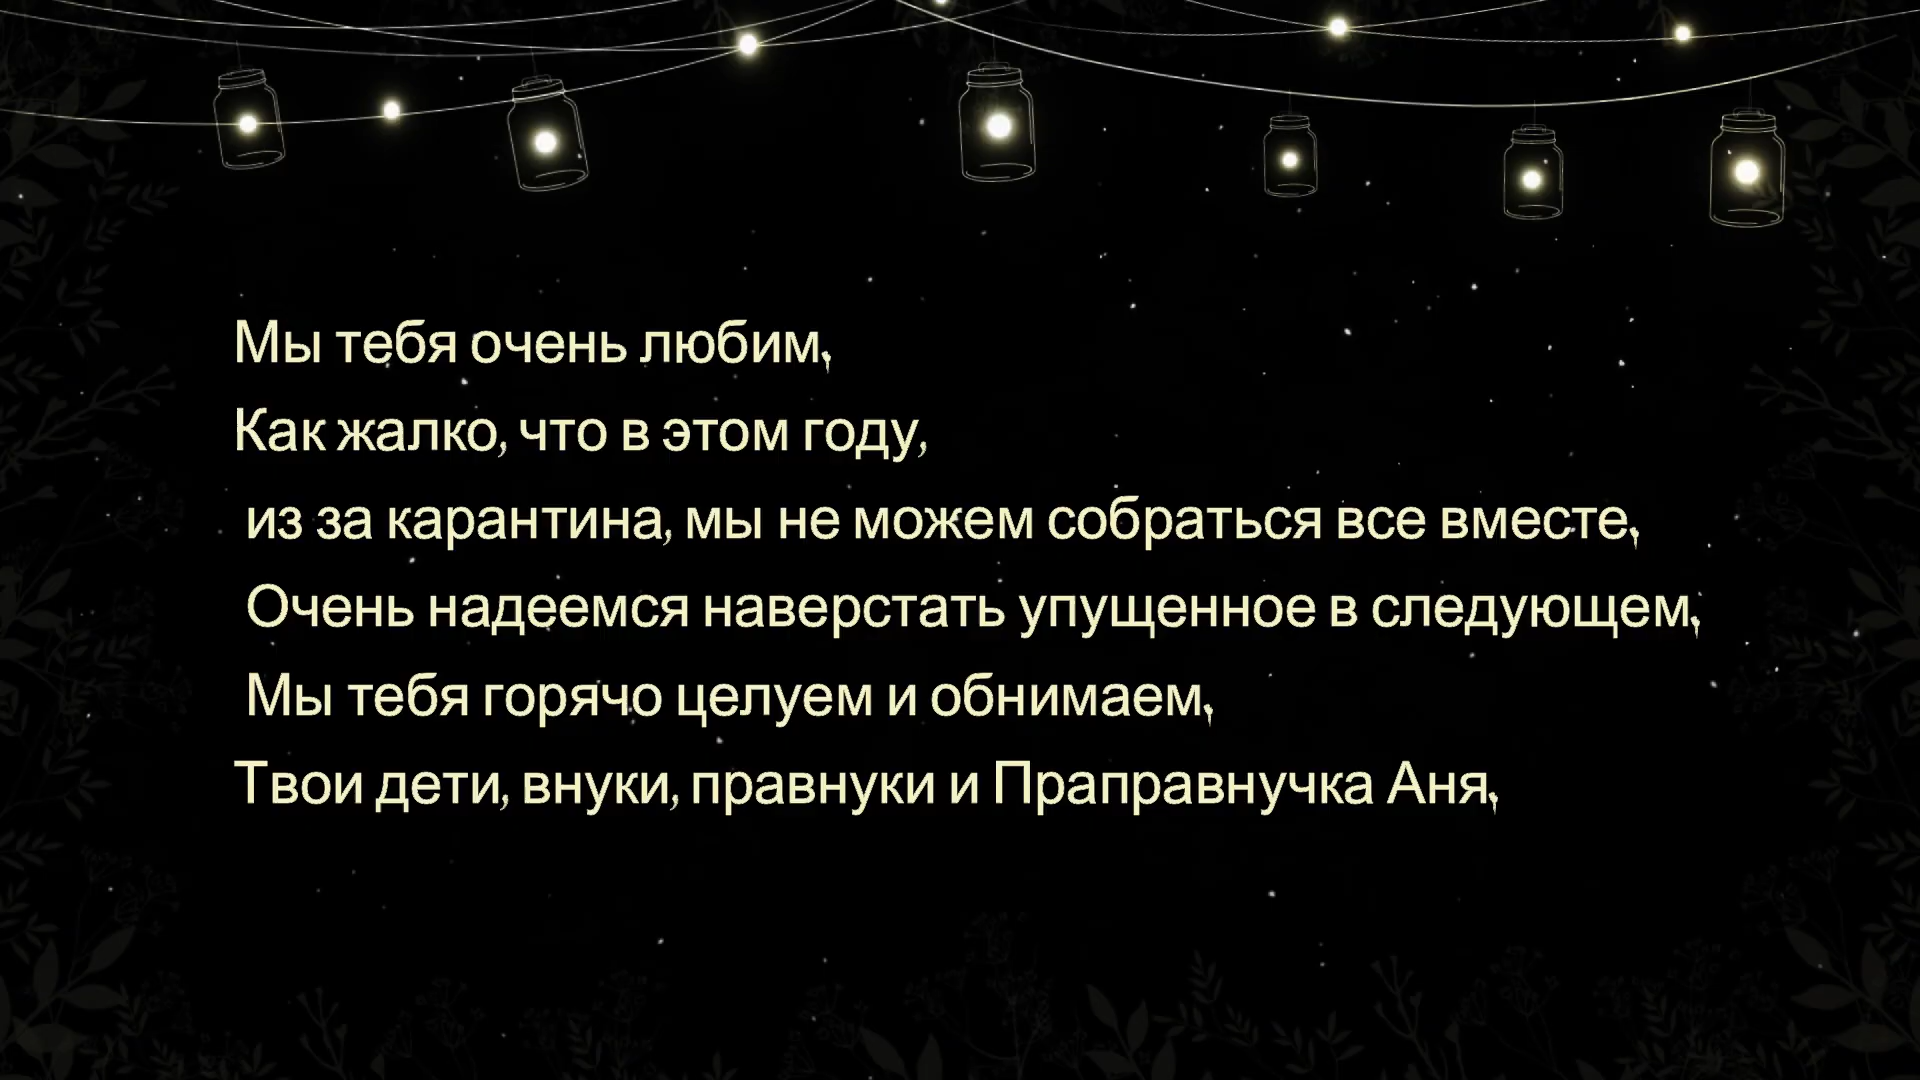 Мы тебя очень любим,
Как жалко, что в этом году,
из за карантина, мы не можем собраться все вместе,
Очень надеемся наверстать упущенное в следующем,
Мы тебя горячо целуем и обнимаем,
Твои дети, внуки, правнуки и Праправнучка Аня,